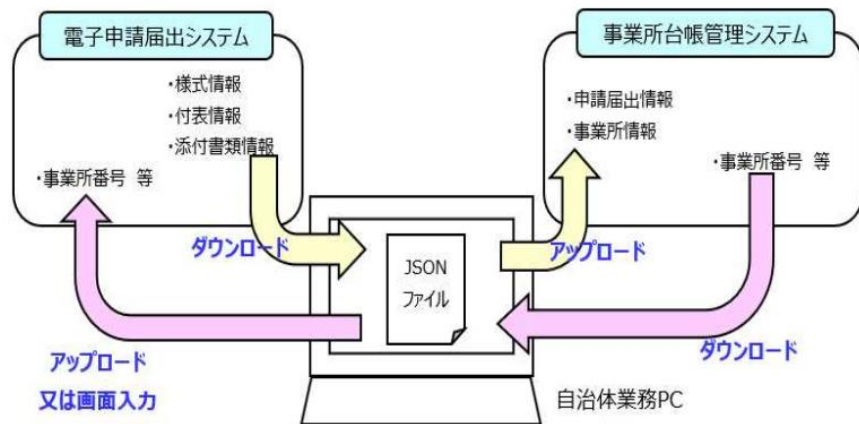 電子申請届出システム
事業所台帳管理システム
・様式情報
・付表情報
・添付書類情報
・事業所番号 等
・申請届出情報
・事業所情報
・事業所番号 等
ダウンロード
アップロード
JSON
ファイル
アップロード
又は画面入力
ダウンロード
自治体業務PC